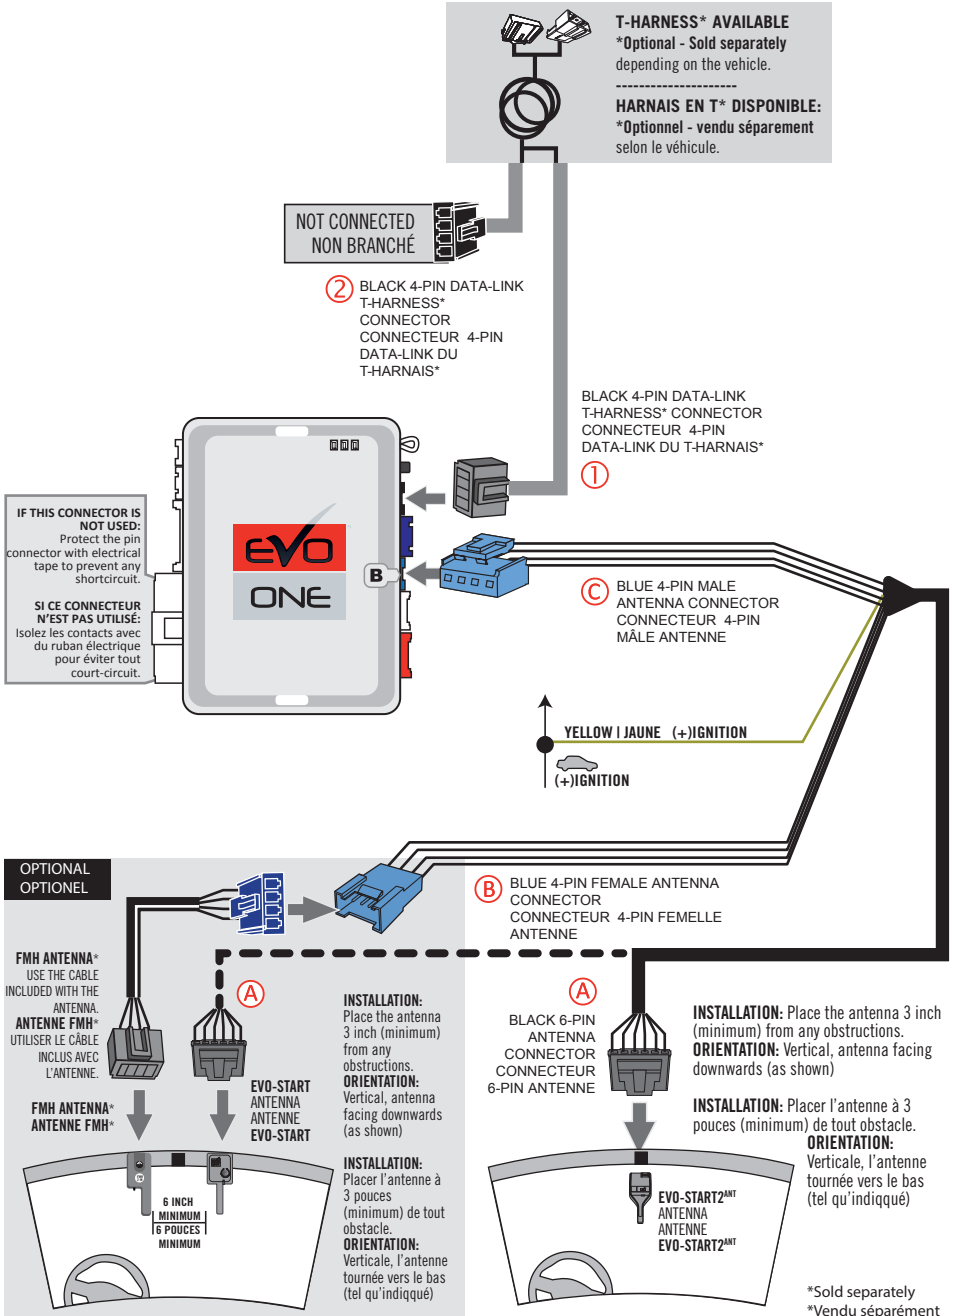 T-HARNESS* AVAILABLE
*Optional - Sold separately
depending on the vehicle.
---------------------
HARNAIS EN T* DISPONIBLE:
*Optionnel - vendu séparement
selon le véhicule.
NOT CONNECTED
NON BRANCHÉ
2 BLACK 4-PIN DATA-LINK
T-HARNESS*
CONNECTOR
CONNECTEUR 4-PIN
DATA-LINK DU
T-HARNAIS*
BLACK 4-PIN DATA-LINK
T-HARNESS* CONNECTOR
CONNECTEUR 4-PIN
DATA-LINK DU T-HARNAIS*
1
IF THIS CONNECTOR IS
NOT USED:
Protect the pin
connector with electrical
tape to prevent any
shortcircuit.
SI CE CONNECTEUR
N'EST PAS UTILISÉ:
Isolez les contacts avec
du ruban électrique
pour éviter tout
court-circuit.
EVO
ONE
B
C BLUE 4-PIN MALE
ANTENNA CONNECTOR
CONNECTEUR 4-PIN
MÂLE ANTENNE
YELLOW | JAUNE (+)IGNITION
(+)IGNITION
OPTIONAL
OPTIONEL
B BLUE 4-PIN FEMALE ANTENNA
CONNECTOR
CONNECTEUR 4-PIN FEMELLE
ANTENNE
FMH ANTENNA*
USE THE CABLE
INCLUDED WITH THE
ANTENNA.
ANTENNE FMH*
UTILISER LE CÂBLE
INCLUS AVEC
L'ANTENNE.
FMH ANTENNA*
ANTENNE FMH*
A
EVO-START
ANTENNA
ANTENNE
EVO-START
INSTALLATION:
Place the antenna
3 inch (minimum)
from any
obstructions.
ORIENTATION:
Vertical, antenna
facing downwards
(as shown)
INSTALLATION:
Placer l'antenne à
3 pouces
(minimum) de tout
obstacle.
ORIENTATION:
Verticale, l'antenne
tournée vers le bas
(tel qu'indiqqué)
6 INCH
MINIMUM
6 POUCES
MINIMUM
A
BLACK 6-PIN
ANTENNA
CONNECTOR
CONNECTEUR
6-PIN ANTENNE
INSTALLATION: Place the antenna 3 inch
(minimum) from any obstructions.
ORIENTATION: Vertical, antenna facing
downwards (as shown)
INSTALLATION: Placer l'antenne à 3
pouces (minimum) de tout obstacle.
ORIENTATION:
Verticale, l'antenne
tournée vers le bas
(tel qu'indiqqué)
EVO-START2ANT
ANTENNA
ANTENNE
EVO-START2ANT
*Sold separately
*Vendu séparément